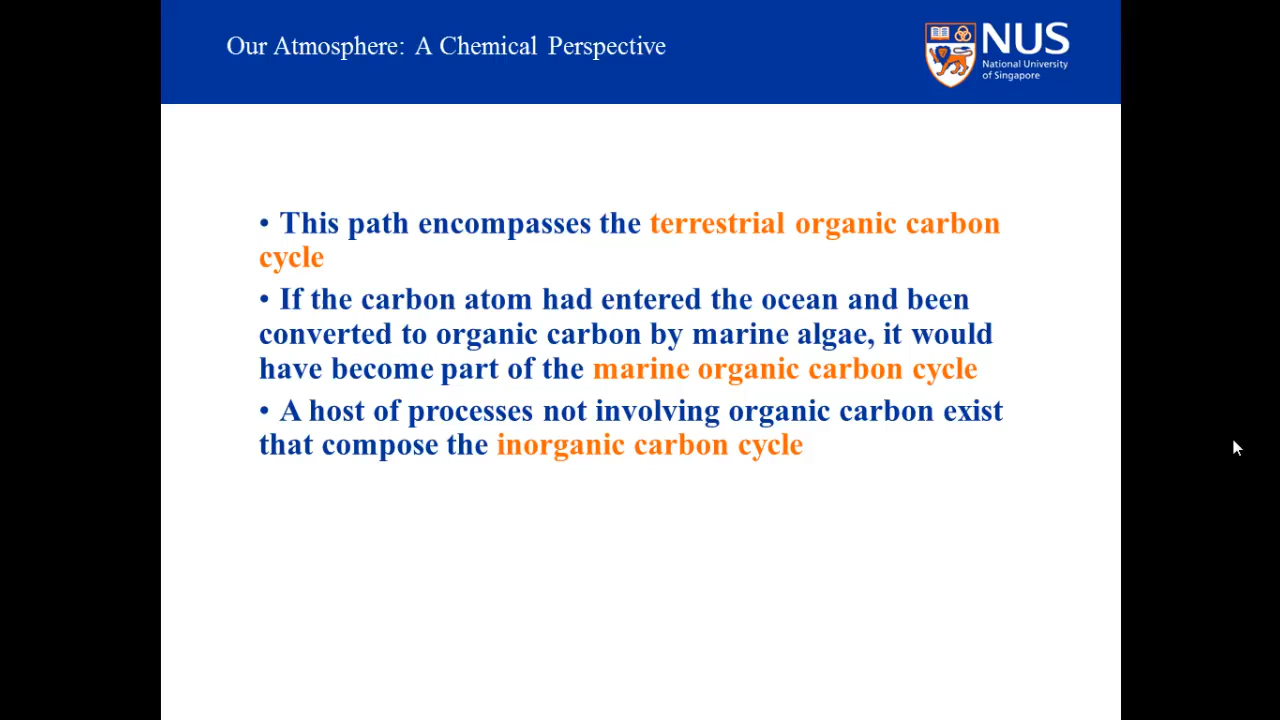 Our Atmosphere: A Chemical Perspective
NUS
National University
of Singapore
• This path encompasses the terrestrial organic carbon
cycle
• If the carbon atom had entered the ocean and been
converted to organic carbon by marine algae, it would
have become part of the marine organic carbon cycle
• A host of processes not involving organic carbon exist
that compose the inorganic carbon cycle